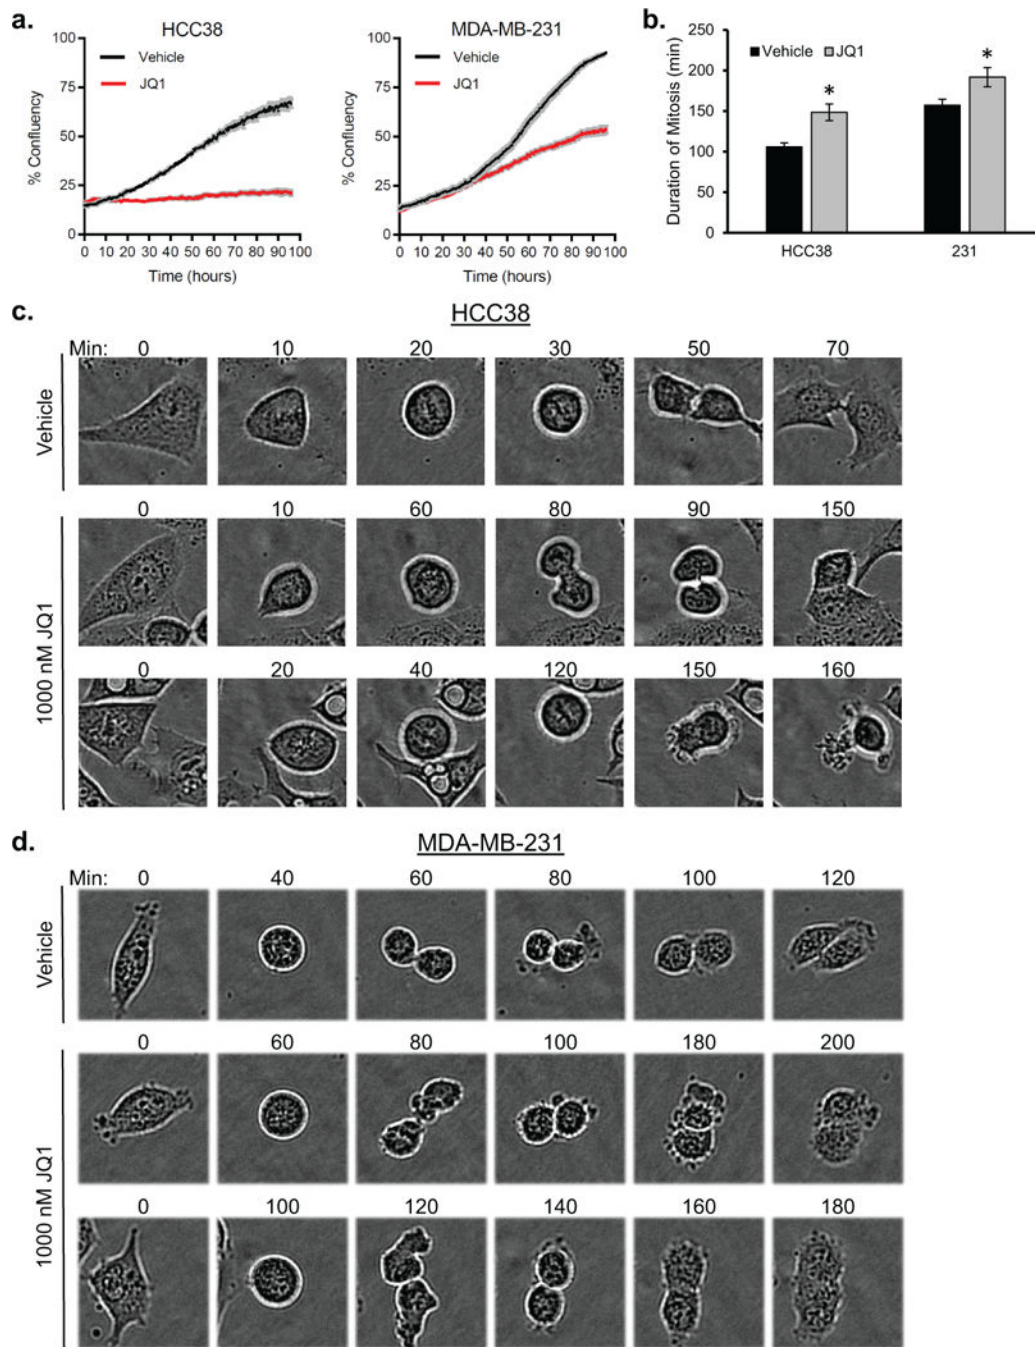 a.
HCC38
% Confluency
100
75
50
25
0
Vehicle
JQ1
0 10 20 30 40 50 60 70 80 90 100
Time (hours)
MDA-MB-231
% Confluency
100
75
50
25
0
Vehicle
JQ1
0 10 20 30 40 50 60 70 80 90 100
Time (hours)
b.
Duration of Mitosis (min)
250
200
150
100
50
0
Vehicle JQ1
*
*
HCC38 231
c.
HCC38
Min: 0 10 20 30 50 70
Vehicle
0 10 60 80 90 150
1000 nM JQ1
0 20 40 120 150 160
d.
MDA-MB-231
Min: 0 40 60 80 100 120
Vehicle
0 60 80 100 180 200
1000 nM JQ1
0 100 120 140 160 180